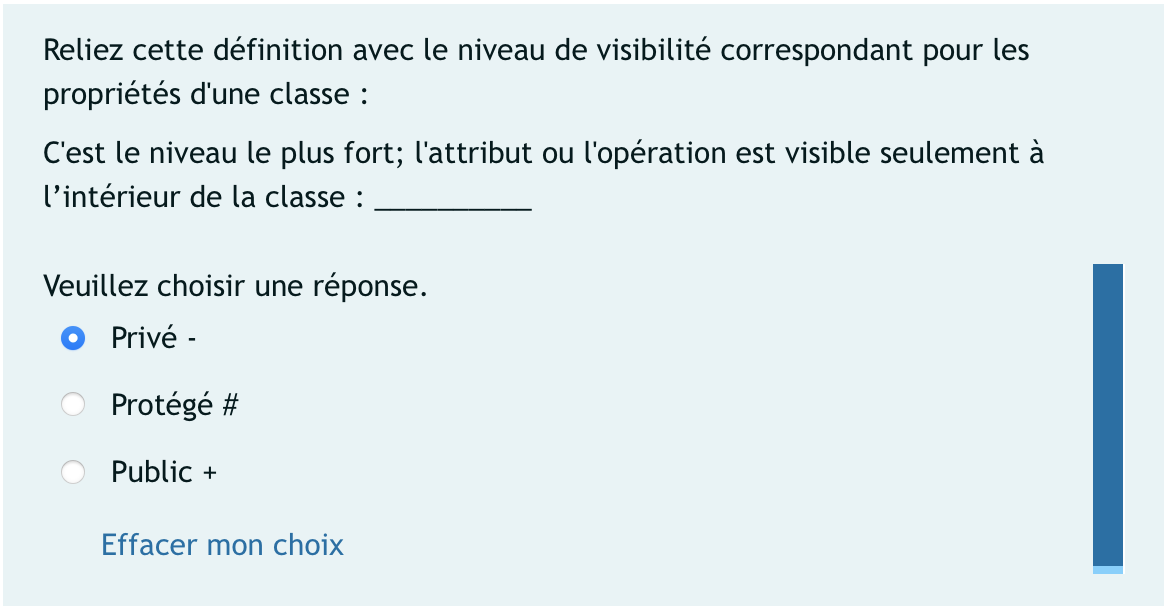 Reliez cette définition avec le niveau de visibilité correspondant pour les
propriétés d'une classe :
C'est le niveau le plus fort; l'attribut ou l'opération est visible seulement à
l’intérieur de la classe : __________
Veuillez choisir une réponse.
Privé -
Protégé #
Public +
Effacer mon choix